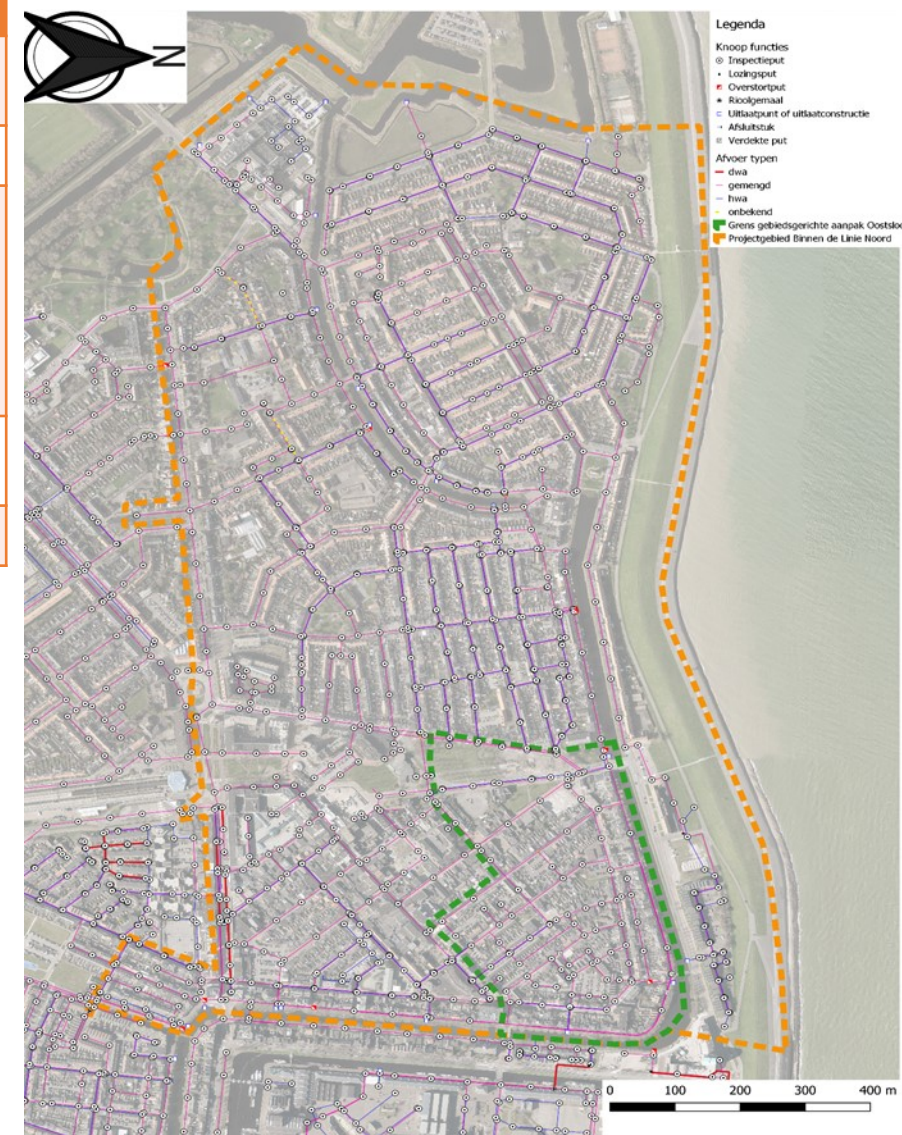 N
Legenda
Knoop functies
Inspectieput
Lozingsput
Overstortput
Rioolgemaal
Uitlaatpunt of uitlaatconstructie
Afsluitstuk
Verdekte put
Afvoer typen
dwa
gemengd
hwa
onbekend
Grens gebiedsgerichte aanpak Oostsloo
Projectgebied Binnen de Linie Noord
0 100 200 300 400 m